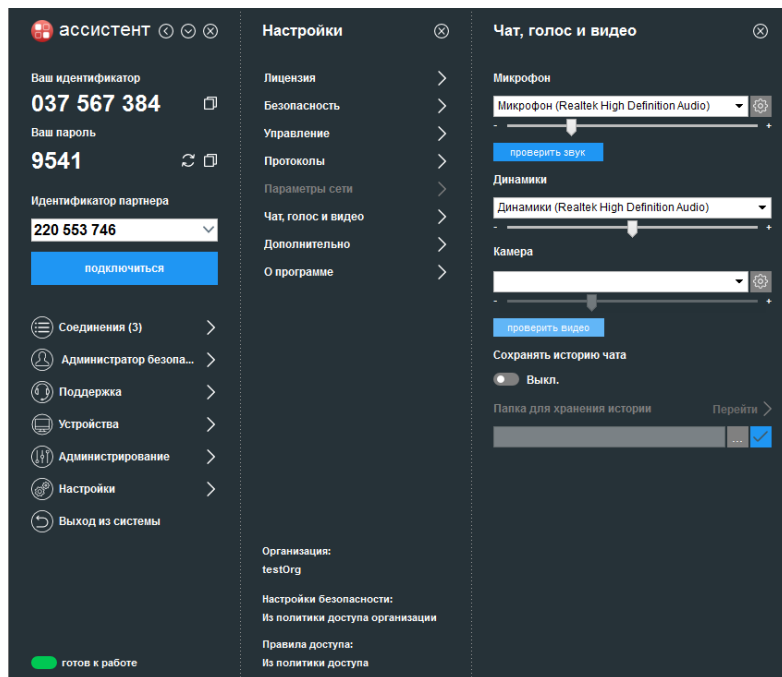 ассистент
Ваш идентификатор
037 567 384
Ваш пароль
9541
Идентификатор партнера
220 553 746
подключиться
Соединения (3)
Администратор безопа...
Поддержка
Устройства
Администрирование
Настройки
Выход из системы
готов к работе
Настройки
Лицензия
Безопасность
Управление
Протоколы
Параметры сети
Чат, голос и видео
Дополнительно
О программе
Организация:
testOrg
Настройки безопасности:
Из политики доступа организации
Правила доступа:
Из политики доступа
Чат, голос и видео
Микрофон
Микрофон (Realtek High Definition Audio)
- +
проверить звук
Динамики
Динамики (Realtek High Definition Audio)
- +
Камера
- +
проверить видео
Сохранять историю чата
Выкл.
Папка для хранения истории Перейти
...